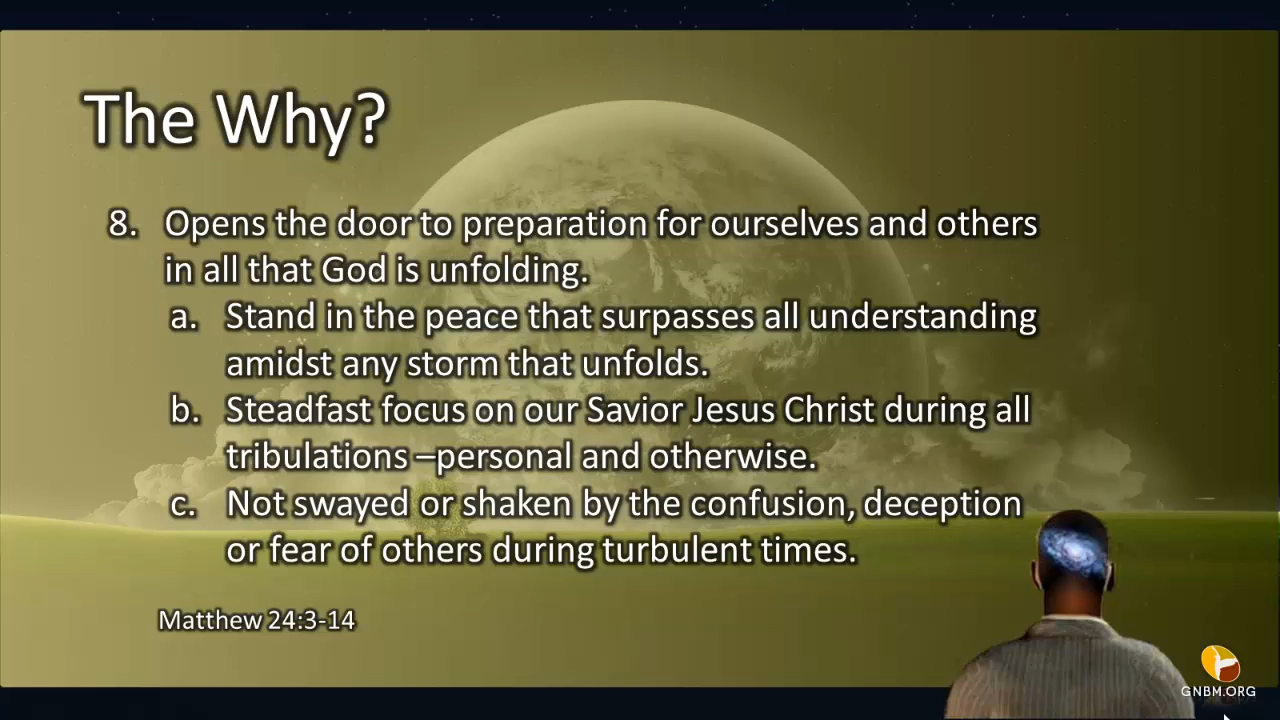 The Why?
8. Opens the door to preparation for ourselves and others
in all that God is unfolding.
a. Stand in the peace that surpasses all understanding
amidst any storm that unfolds.
b. Steadfast focus on our Savior Jesus Christ during all
tribulations –personal and otherwise.
c. Not swayed or shaken by the confusion, deception
or fear of others during turbulent times.
Matthew 24:3-14
GNBM.ORG